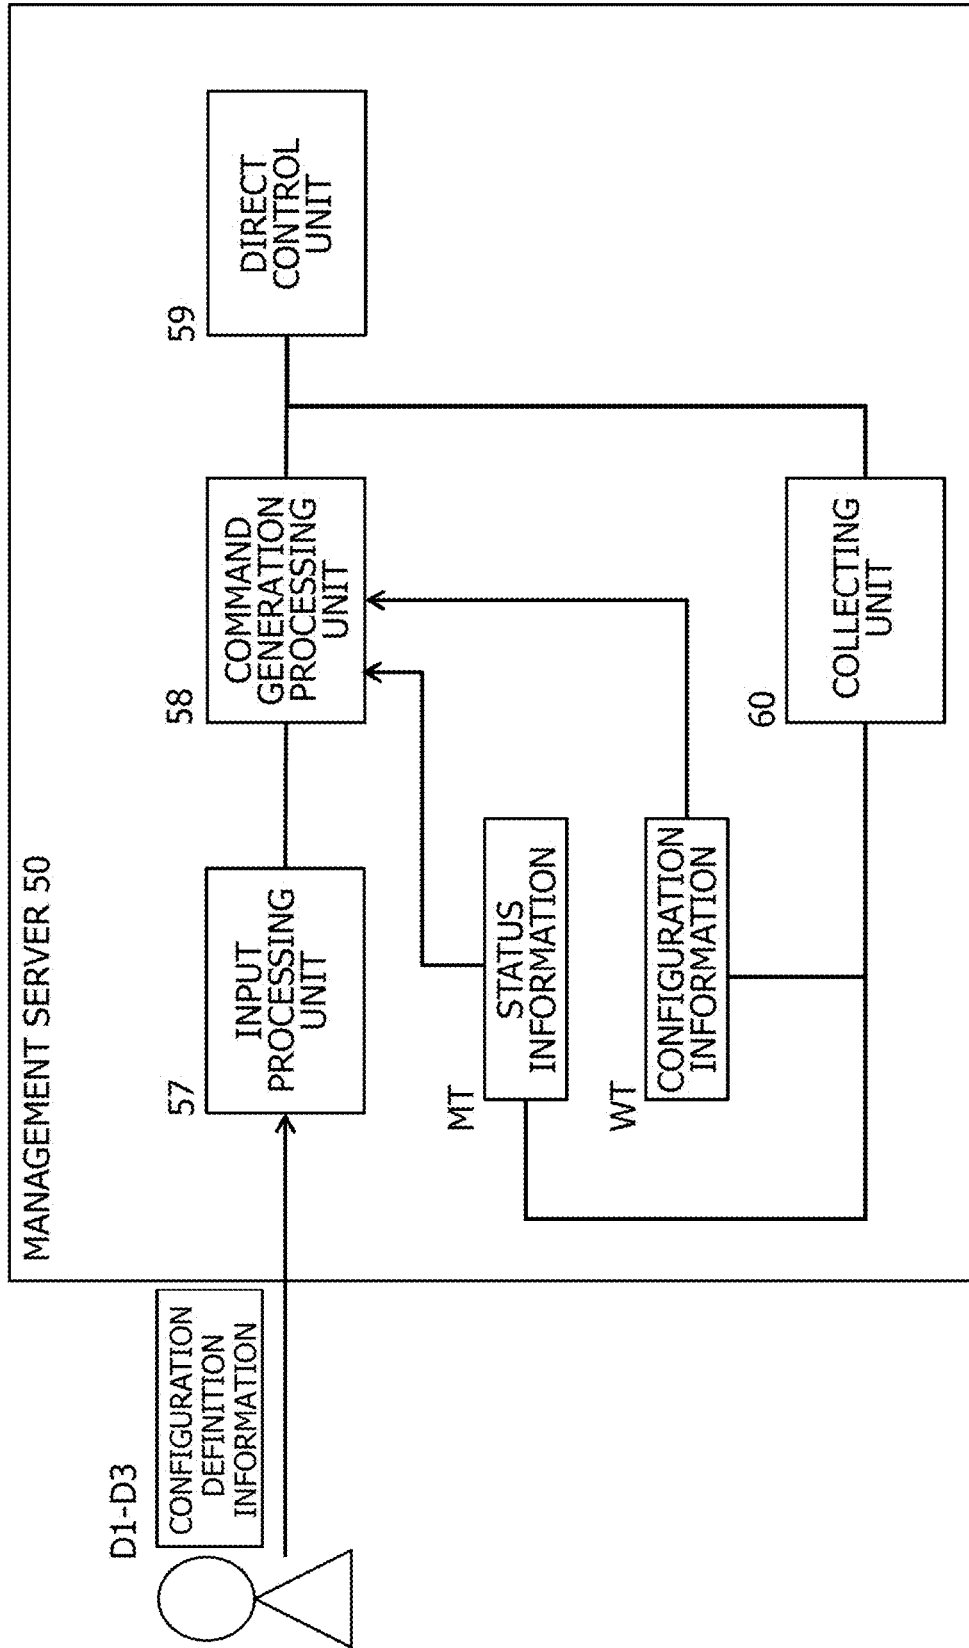 MANAGEMENT SERVER 50
D1-D3
CONFIGURATION
DEFINITION
INFORMATION
57
INPUT
PROCESSING
UNIT
58
COMMAND
GENERATION
PROCESSING
UNIT
59
DIRECT
CONTROL
UNIT
MT
STATUS
INFORMATION
WT
CONFIGURATION
INFORMATION
60
COLLECTING
UNIT